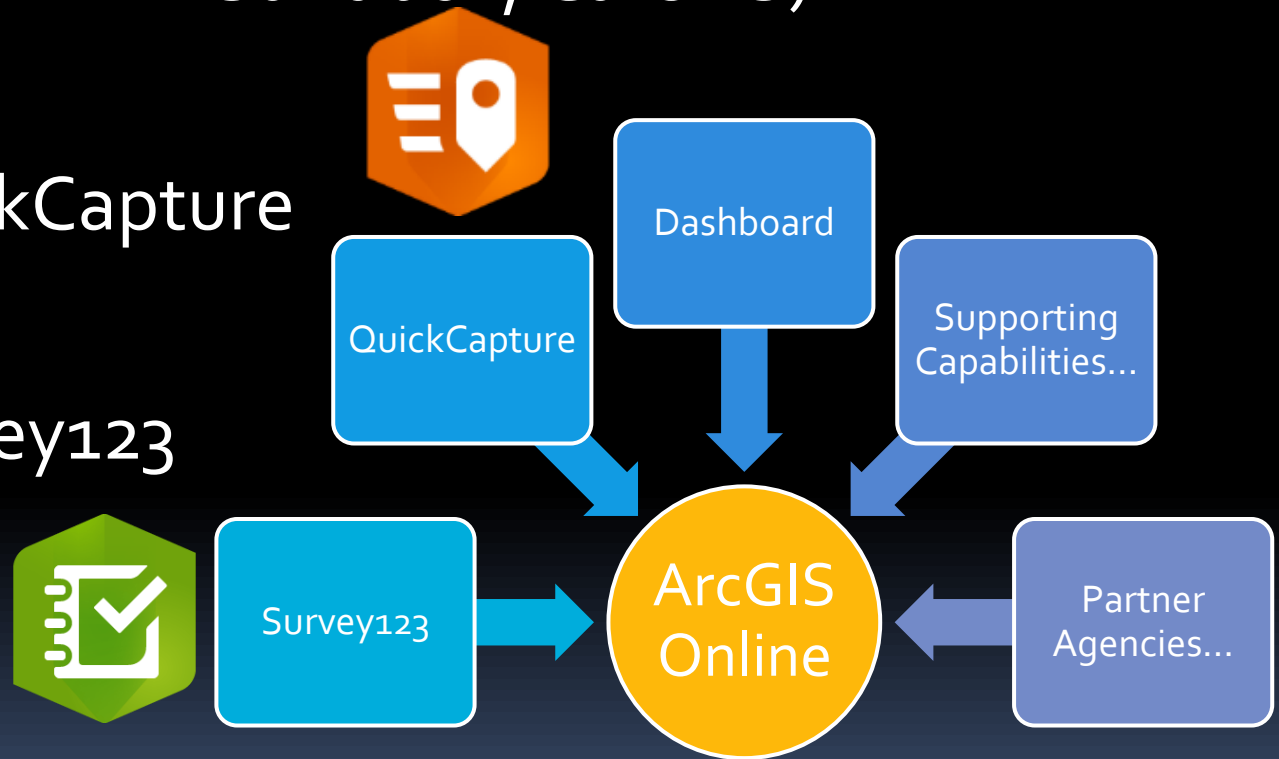 kCapture
ey123
Dashboard
QuickCapture
Supporting
Capabilities...
Survey123
ArcGIS
Online
Partner
Agencies...